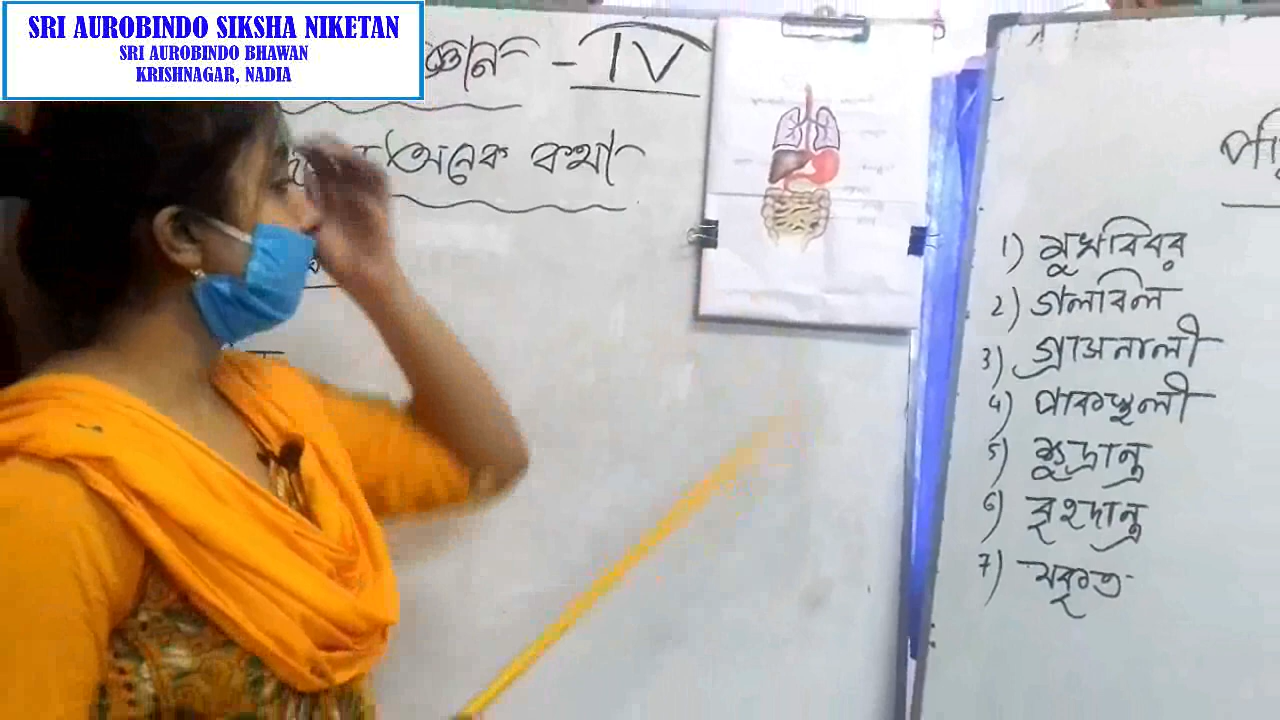 SRI AUROBINDO SIKSHA NIKETAN
SRI AUROBINDO BHAWAN
KRISHNAGAR, NADIA
- IV
অনেক কথা
1) মুখবিবর
2) গলবিল
3) গ্রাসনালী
4) পাকস্থলী
5) ক্ষুদ্রান্ত্র
6) বৃহদান্ত্র
7) যকৃত